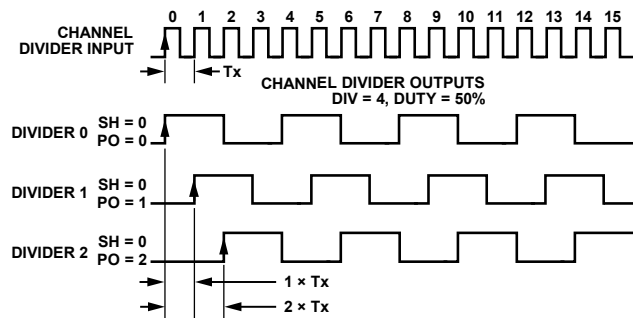 0 1 2 3 4 5 6 7 8 9 10 11 12 13 14 15
CHANNEL
DIVIDER INPUT
Tx
CHANNEL DIVIDER OUTPUTS
DIV = 4, DUTY = 50%
DIVIDER 0
SH = 0
PO = 0
DIVIDER 1
SH = 0
PO = 1
DIVIDER 2
SH = 0
PO = 2
1 × Tx
2 × Tx